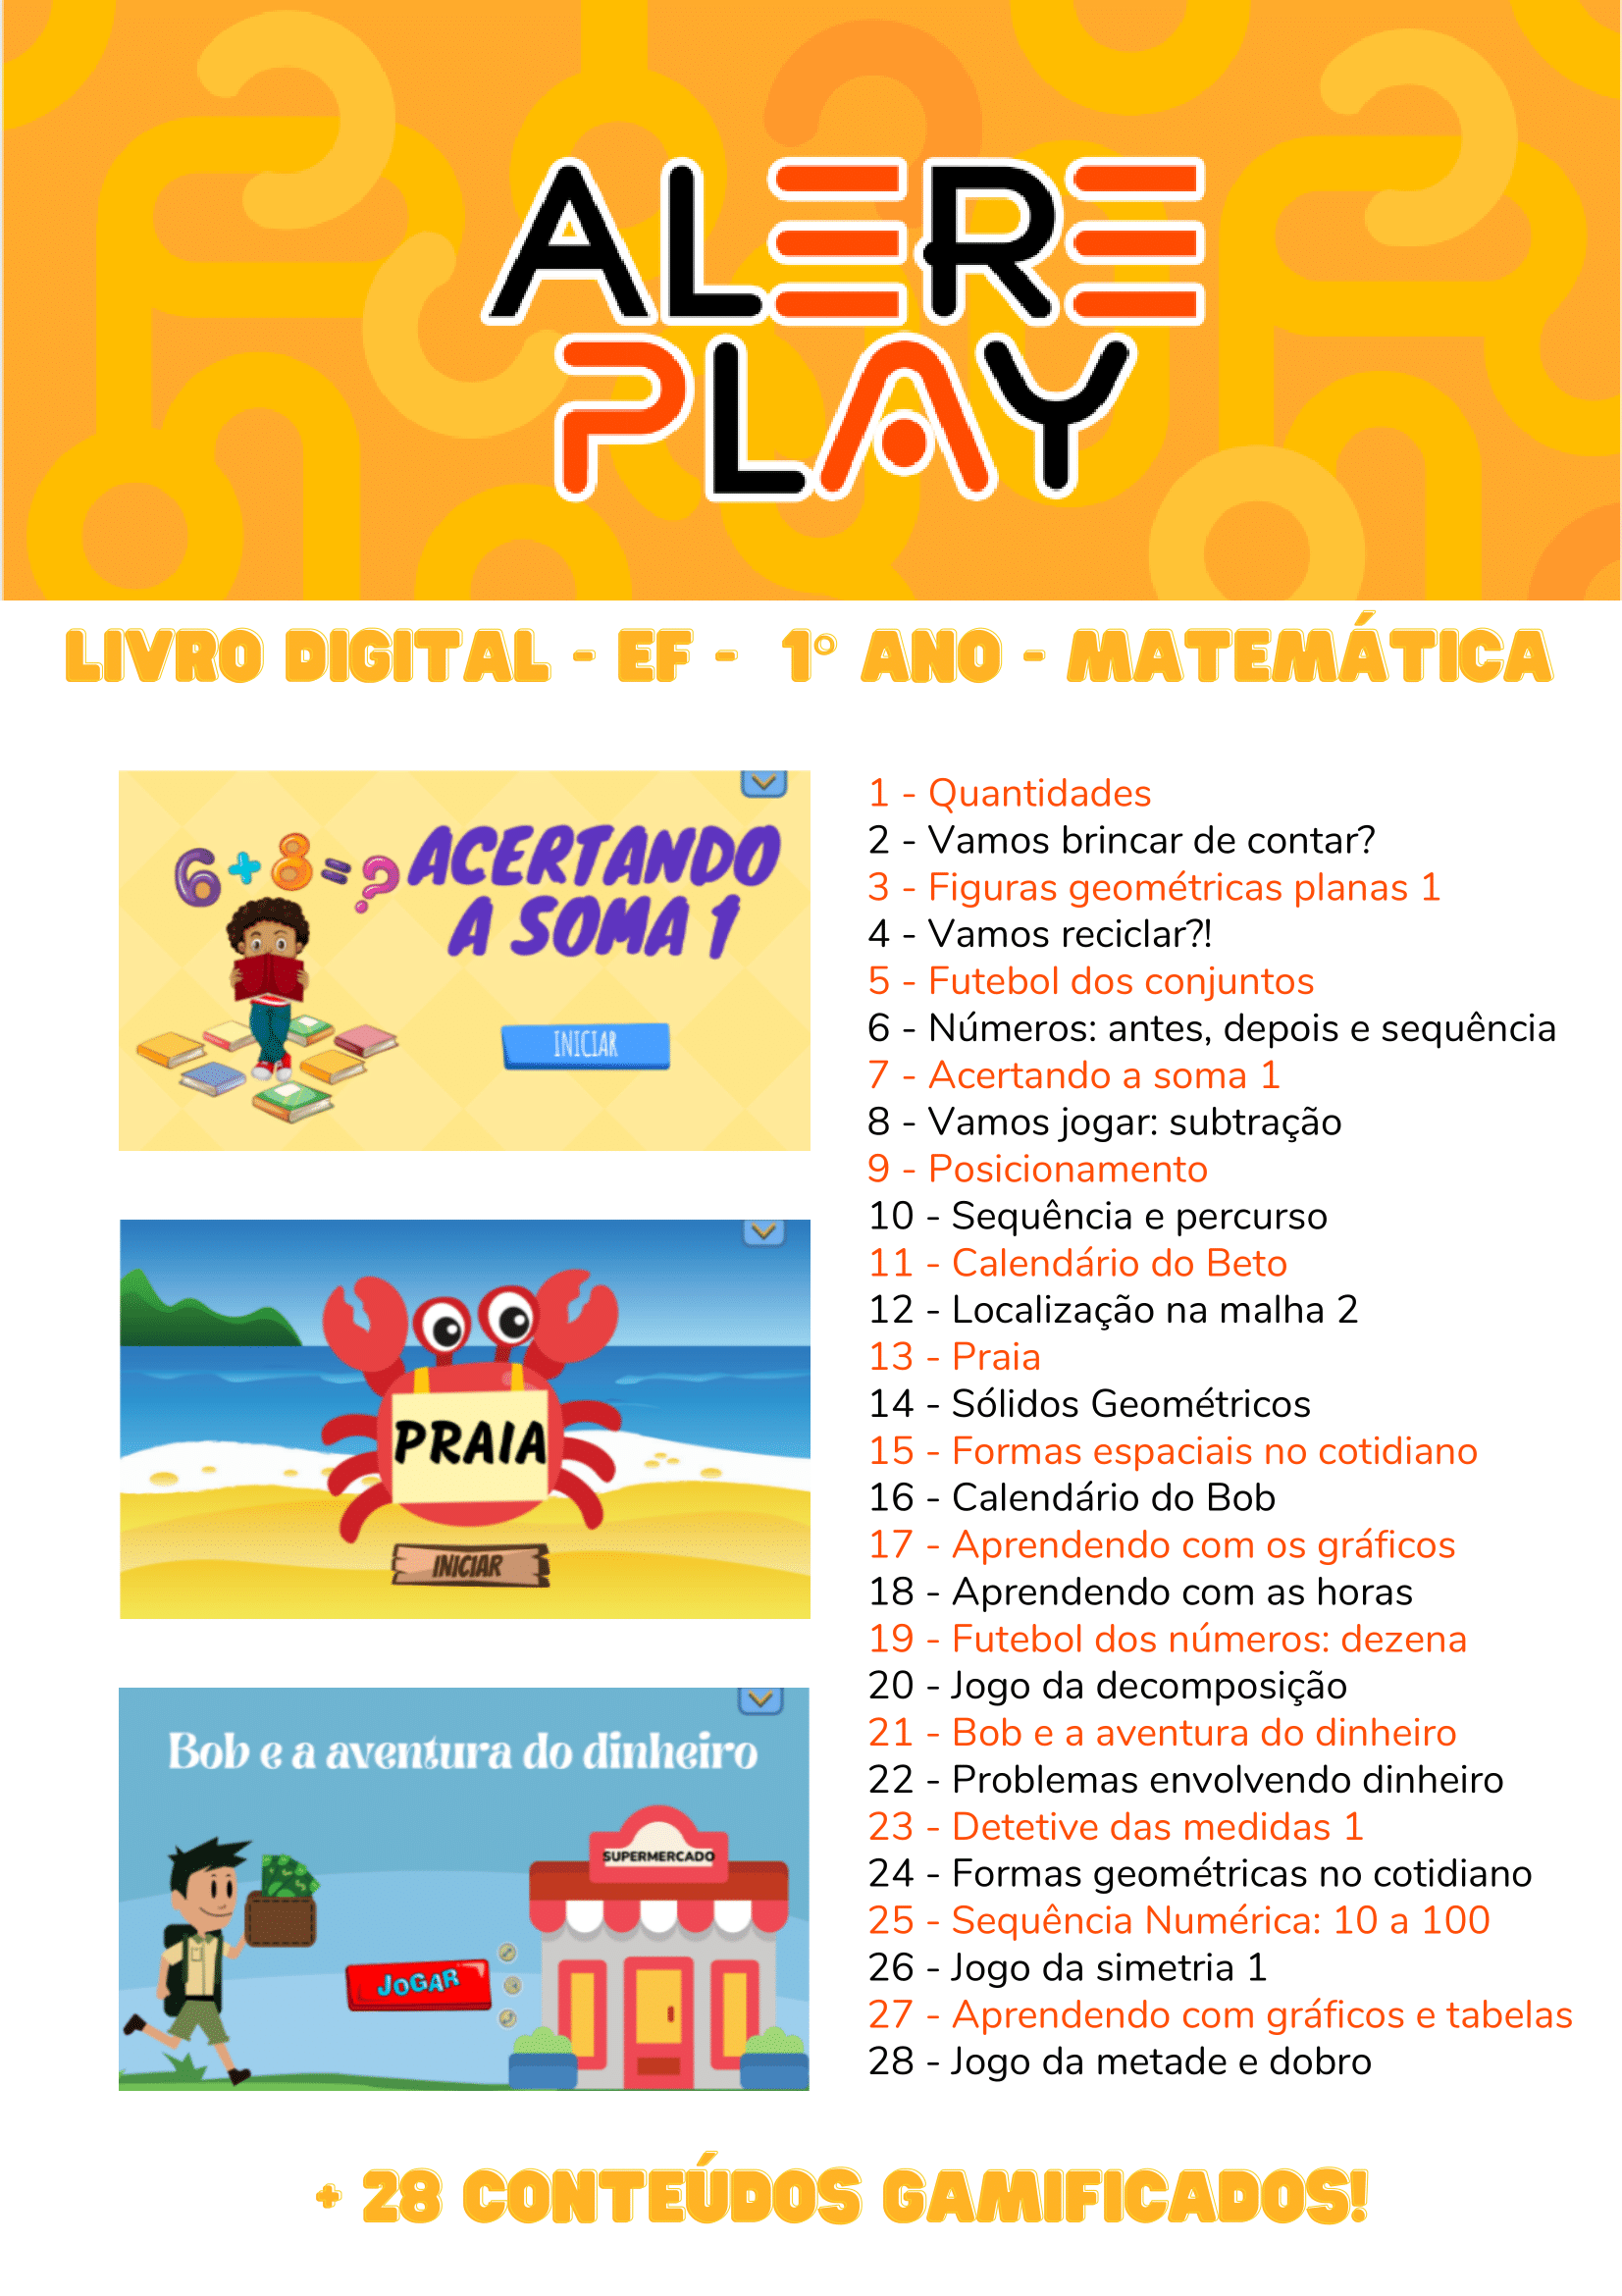 ALERE
PLAY
LIVRO DIGITAL - EF - 1º ANO - MATEMÁTICA
6+8=?
ACERTANDO
A SOMA 1
INICIAR
PRAIA
INICIAR
Bob e a aventura do dinheiro
SUPERMERCADO
JOGAR
1 - Quantidades
2 - Vamos brincar de contar?
3 - Figuras geométricas planas 1
4 - Vamos reciclar?!
5 - Futebol dos conjuntos
6 - Números: antes, depois e sequência
7 - Acertando a soma 1
8 - Vamos jogar: subtração
9 - Posicionamento
10 - Sequência e percurso
11 - Calendário do Beto
12 - Localização na malha 2
13 - Praia
14 - Sólidos Geométricos
15 - Formas espaciais no cotidiano
16 - Calendário do Bob
17 - Aprendendo com os gráficos
18 - Aprendendo com as horas
19 - Futebol dos números: dezena
20 - Jogo da decomposição
21 - Bob e a aventura do dinheiro
22 - Problemas envolvendo dinheiro
23 - Detetive das medidas 1
24 - Formas geométricas no cotidiano
25 - Sequência Numérica: 10 a 100
26 - Jogo da simetria 1
27 - Aprendendo com gráficos e tabelas
28 - Jogo da metade e dobro
+ 28 CONTEÚDOS GAMIFICADOS!